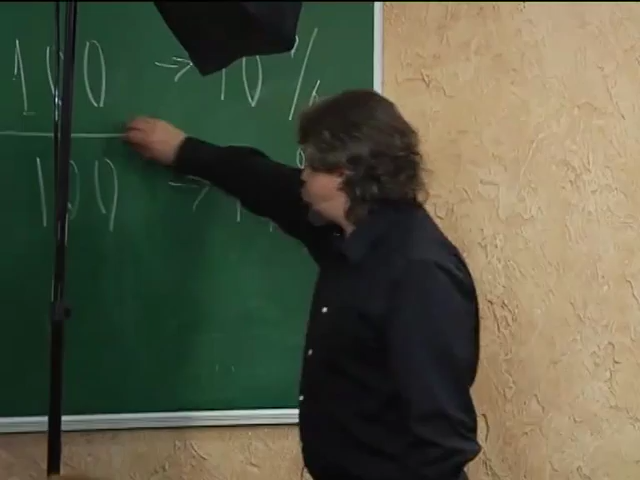 100 → 10%
100 →